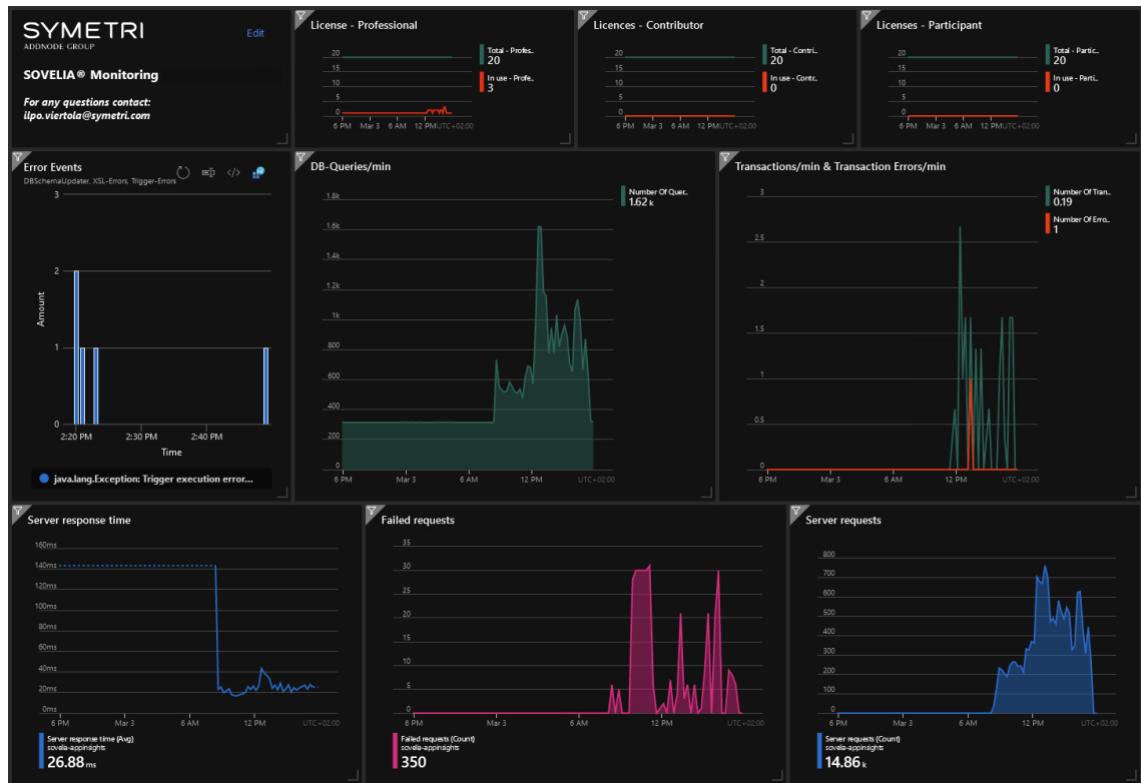 SYMETRI
ADDNODE GROUP
Edit
SOVELIA® Monitoring
For any questions contact:
ilpo.viertola@symetri.com
License - Professional
20
15
10
5
0
6 PM Mar 3 6 AM 12 PM UTC+02:00
Total - Profes..
20
In use - Profe..
3
Licences - Contributor
20
15
10
5
0
6 PM Mar 3 6 AM 12 PM UTC+02:00
Total - Contri..
20
In use - Contr..
0
Licenses - Participant
20
15
10
5
0
6 PM Mar 3 6 AM 12 PM UTC+02:00
Total - Partic..
20
In use - Parti..
0
Error Events
DBSchemaUpdater, XSL-Errors, Trigger-Errors
3
2
1
0
Amount
2:20 PM 2:30 PM 2:40 PM
Time
java.lang.Exception: Trigger execution error...
DB-Queries/min
1.8k
1.6k
1.4k
1.2k
1k
800
600
400
200
0
6 PM Mar 3 6 AM 12 PM UTC+02:00
Number Of Quer..
1.62 k
Transactions/min & Transaction Errors/min
3
2.5
2
1.5
1
0.5
0
6 PM Mar 3 6 AM 12 PM UTC+02:00
Number Of Tran..
0.19
Number Of Erro..
1
Server response time
160ms
140ms
120ms
100ms
80ms
60ms
40ms
20ms
0ms
6 PM Mar 3 6 AM 12 PM UTC+02:00
Server response time (Avg)
sovelia-appinsights
26.88 ms
Failed requests
35
30
25
20
15
10
5
0
6 PM Mar 3 6 AM 12 PM UTC+02:00
Failed requests (Count)
sovelia-appinsights
350
Server requests
800
700
600
500
400
300
200
100
0
6 PM Mar 3 6 AM 12 PM UTC+02:00
Server requests (Count)
sovelia-appinsights
14.86 k